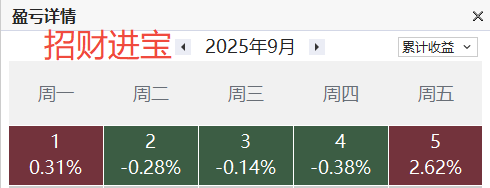 盈亏详情
招财进宝
2025年9月 累计收益
周一 周二 周三 周四 周五
1 2 3 4 5
0.31% -0.28% -0.14% -0.38% 2.62%